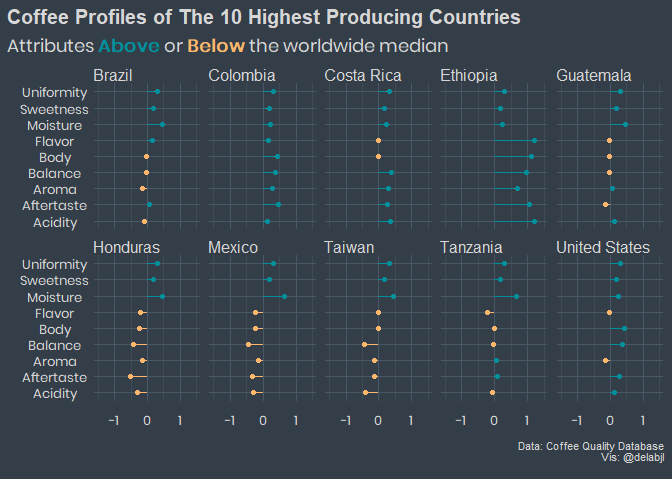 Coffee Profiles of The 10 Highest Producing Countries
Attributes Above or Below the worldwide median
Brazil Colombia Costa Rica Ethiopia Guatemala
Uniformity
Sweetness
Moisture
Flavor
Body
Balance
Aroma
Aftertaste
Acidity
Honduras Mexico Taiwan Tanzania United States
Uniformity
Sweetness
Moisture
Flavor
Body
Balance
Aroma
Aftertaste
Acidity
-1 0 1 -1 0 1 -1 0 1 -1 0 1 -1 0 1
Data: Coffee Quality Database
Vis: @delabjl